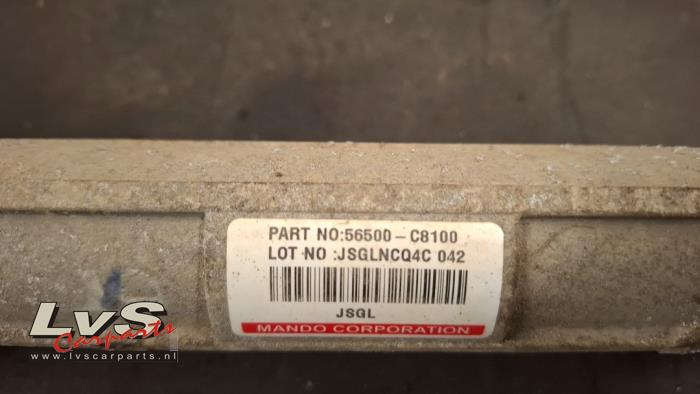 PART NO:56500-C8100
LOT NO :JSGLNCQ4C 042
JSGL
MANDO CORPORATION
LvS
Carparts
www.lvscarparts.nl